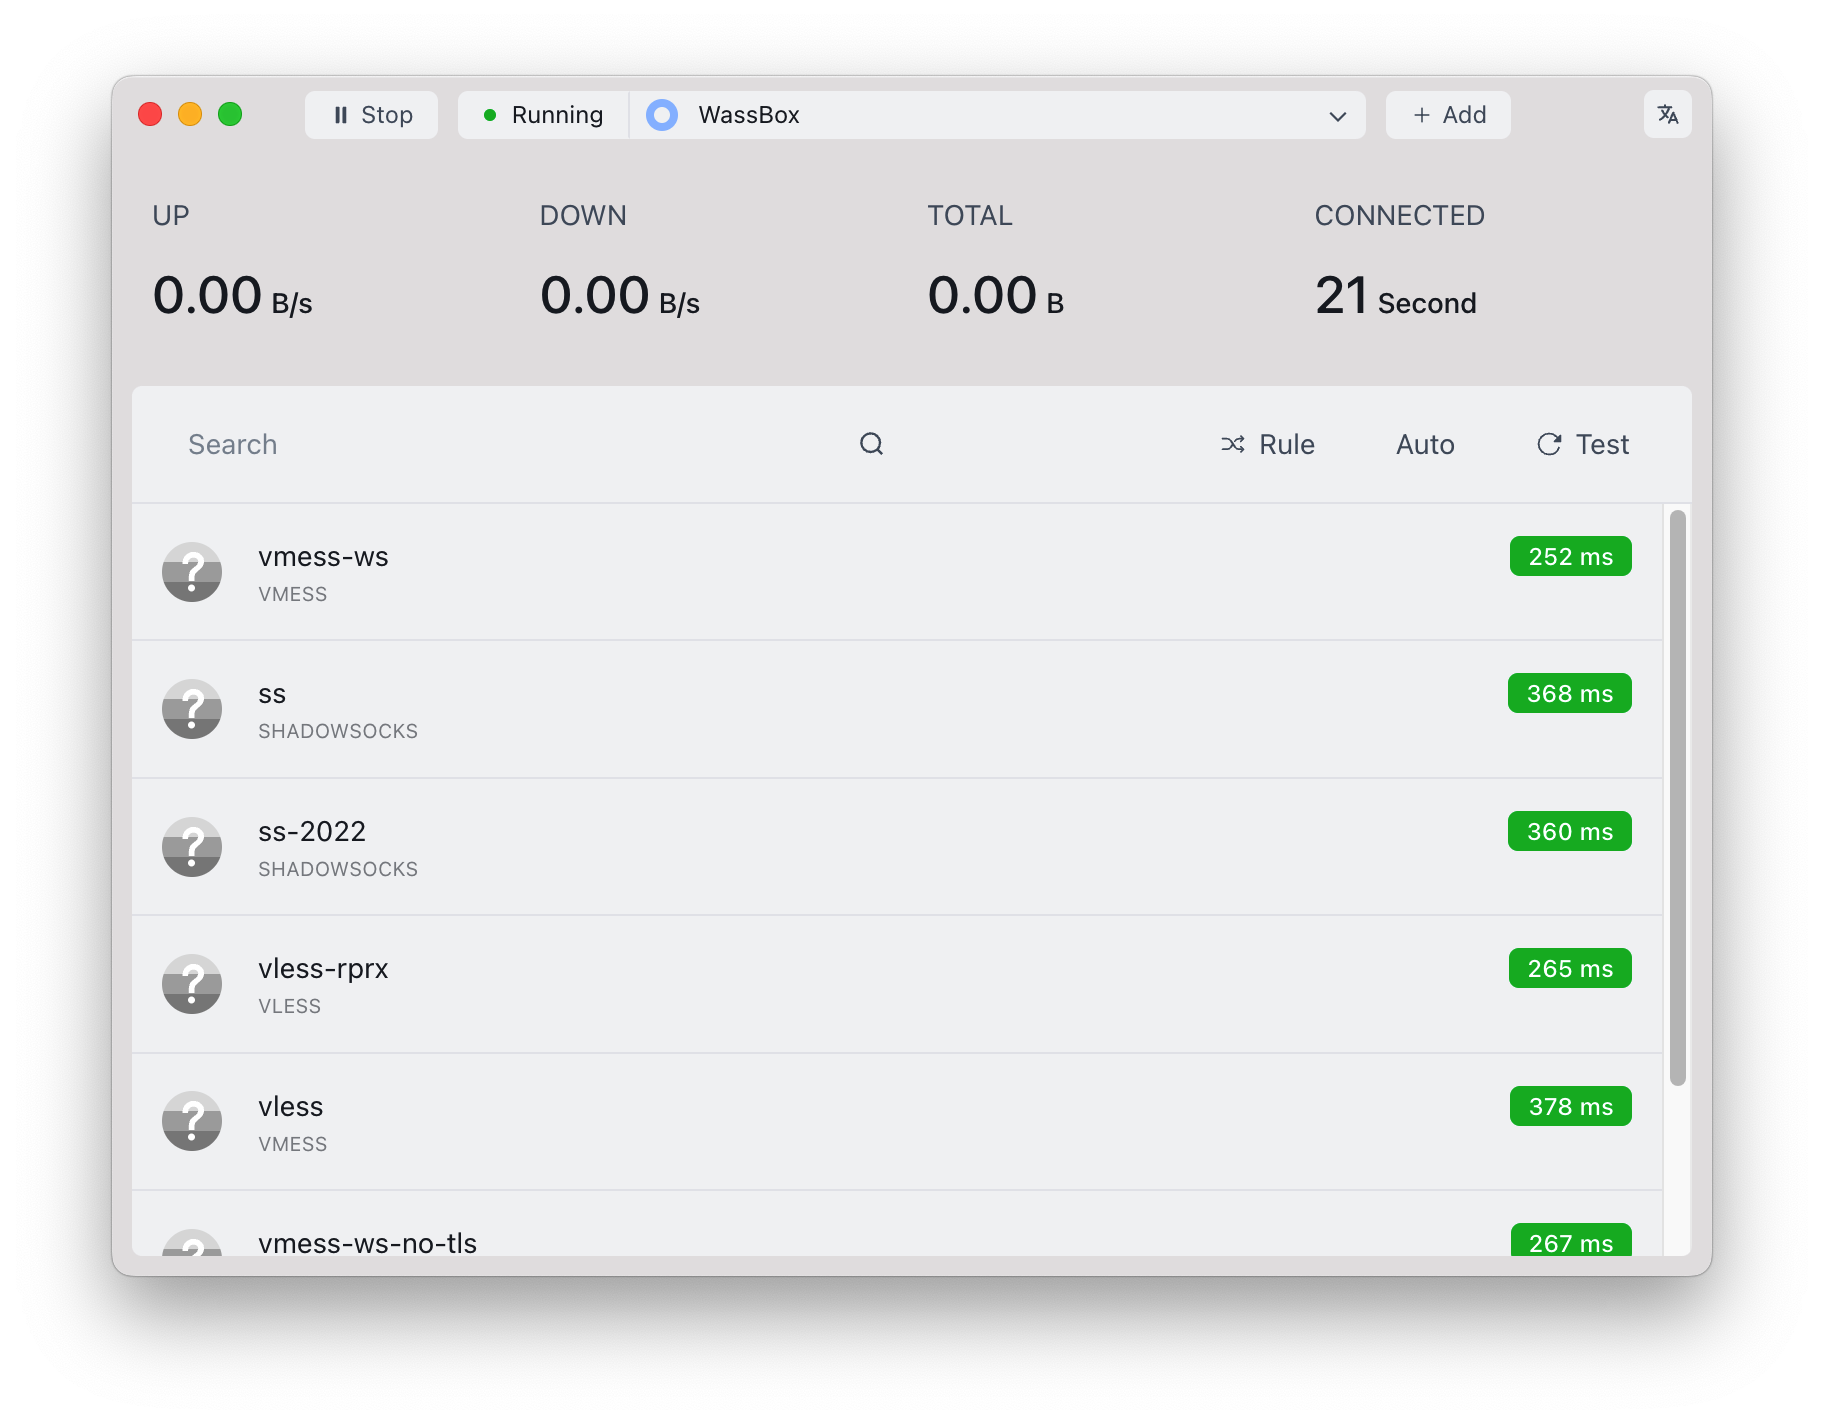 Stop
Running
WassBox
+ Add
UP
DOWN
TOTAL
CONNECTED
0.00 B/s
0.00 B/s
0.00 B
21 Second
Search
Rule
Auto
Test
vmess-ws
252 ms
VMESS
ss
368 ms
SHADOWSOCKS
ss-2022
360 ms
SHADOWSOCKS
vless-rprx
265 ms
VLESS
vless
378 ms
VMESS
vmess-ws-no-tls
267 ms